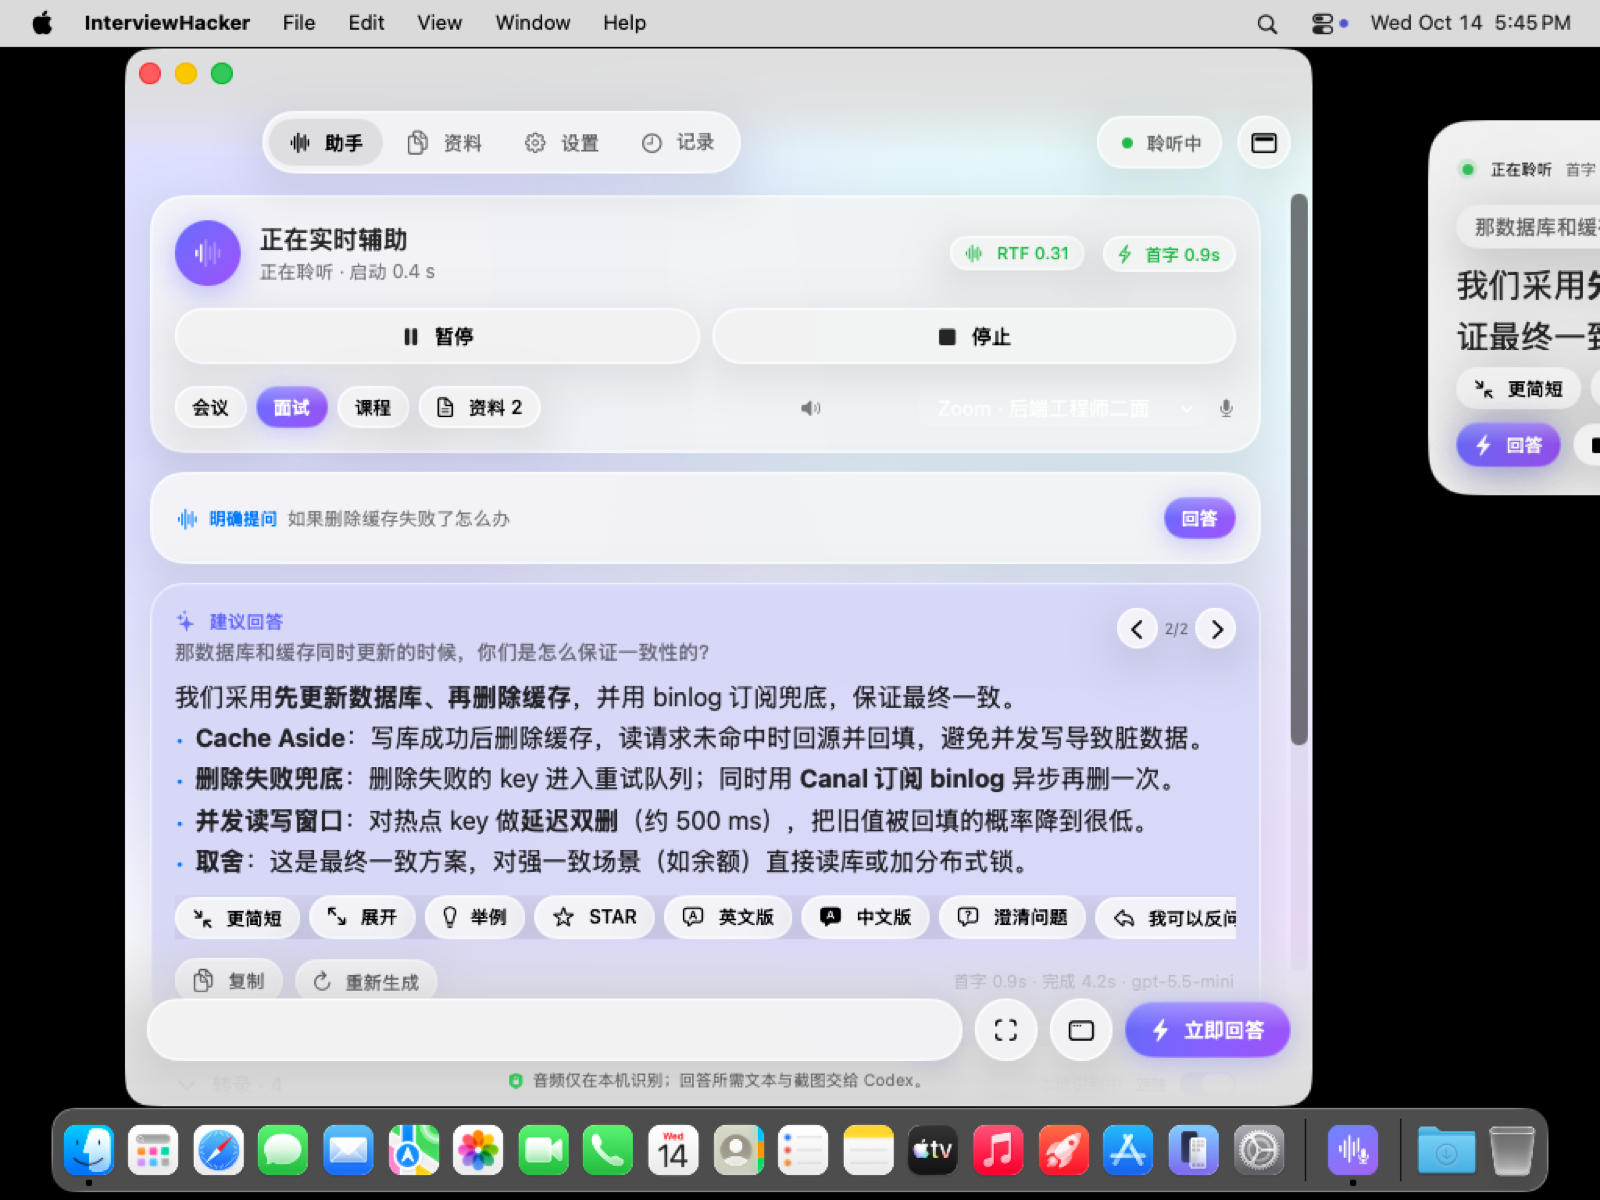 InterviewHacker File Edit View Window Help Wed Oct 14 5:45 PM
助手 资料 设置 记录 聆听中
正在实时辅助
正在聆听 · 启动 0.4 s
RTF 0.31 首字 0.9s
暂停 停止
会议 面试 课程 资料 2 Zoom · 后端工程师二面
明确提问 如果删除缓存失败了怎么办 回答
建议回答 2/2
那数据库和缓存同时更新的时候，你们是怎么保证一致性的？
我们采用先更新数据库、再删除缓存，并用 binlog 订阅兜底，保证最终一致。
· Cache Aside：写库成功后删除缓存，读请求未命中时回源并回填，避免并发写导致脏数据。
· 删除失败兜底：删除失败的 key 进入重试队列；同时用 Canal 订阅 binlog 异步再删一次。
· 并发读写窗口：对热点 key 做延迟双删（约 500 ms），把旧值被回填的概率降到很低。
· 取舍：这是最终一致方案，对强一致场景（如余额）直接读库或加分布式锁。
更简短 展开 举例 STAR 英文版 中文版 澄清问题 我可以反问
复制 重新生成 首字 0.9s · 完成 4.2s · gpt-5.5-mini
立即回答
转录 · 4
音频仅在本机识别；回答所需文本与截图交给 Codex。
正在聆听 首字
那数据库和缓
我们采用先
证最终一致
更简短
回答
Wed
14
tv